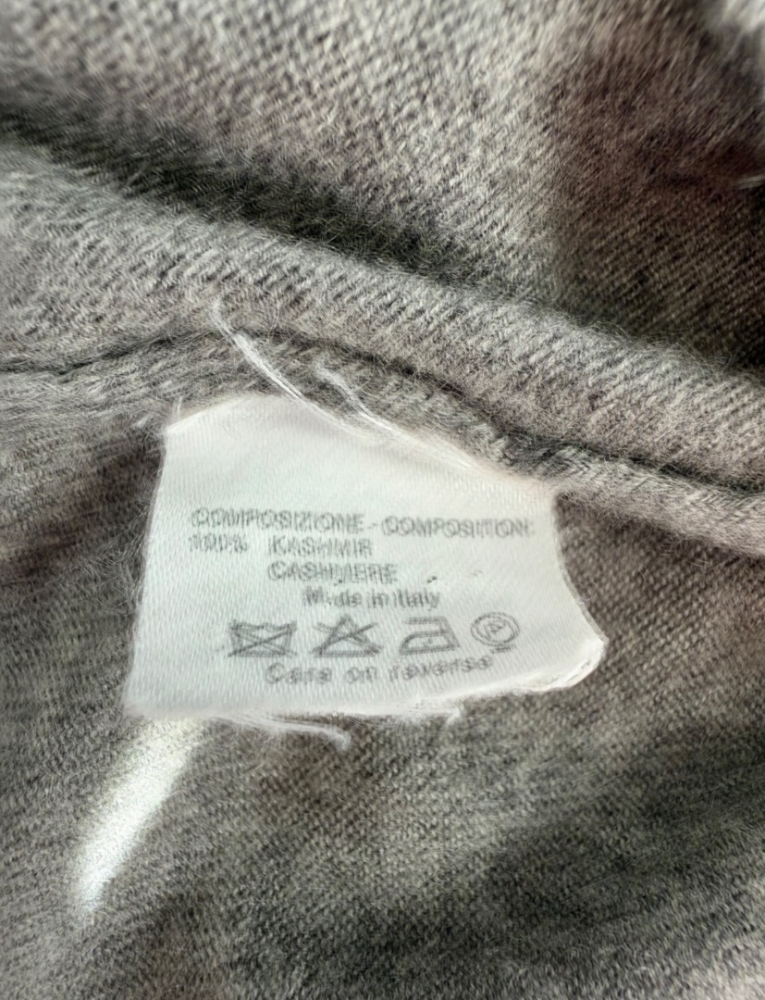 COMPOSIZIONE - COMPOSITION
100% KASHMIR
CASHMERE
Made in Italy
Care on reverse